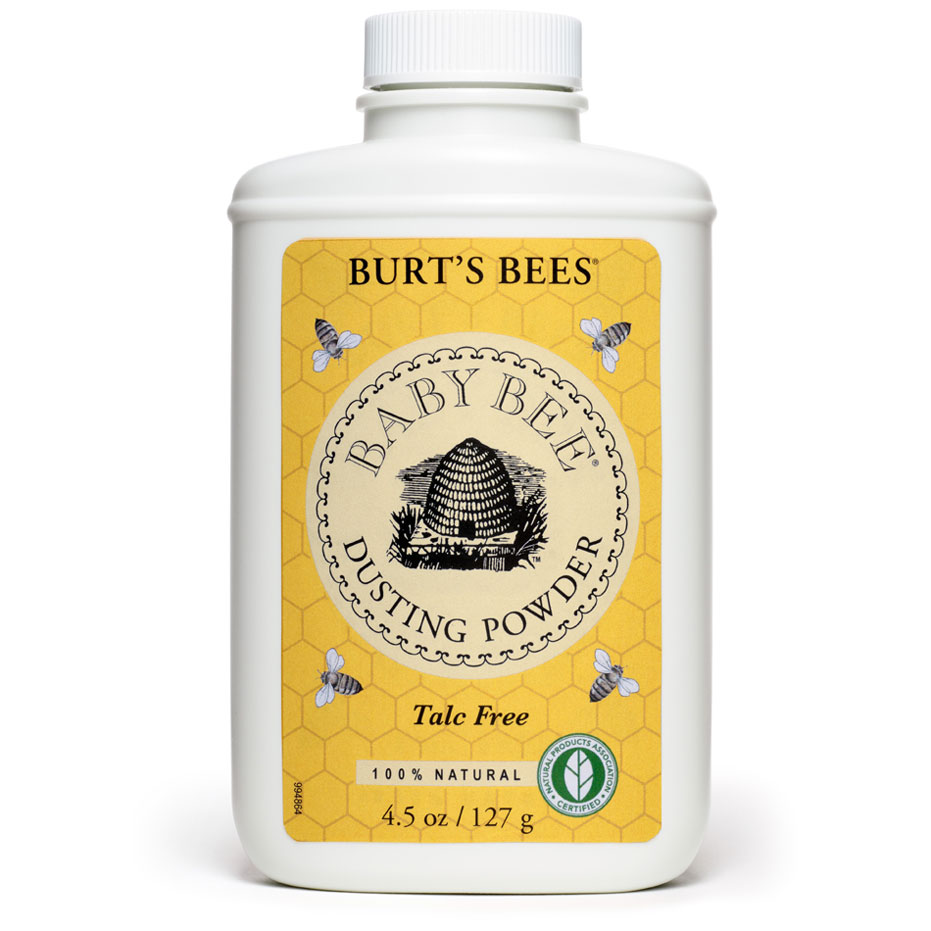 BURT'S BEES®
BABY BEE®
™
DUSTING POWDER
Talc Free
100% NATURAL
NATURAL PRODUCTS ASSOCIATION
• CERTIFIED •
4.5 oz / 127 g
994864